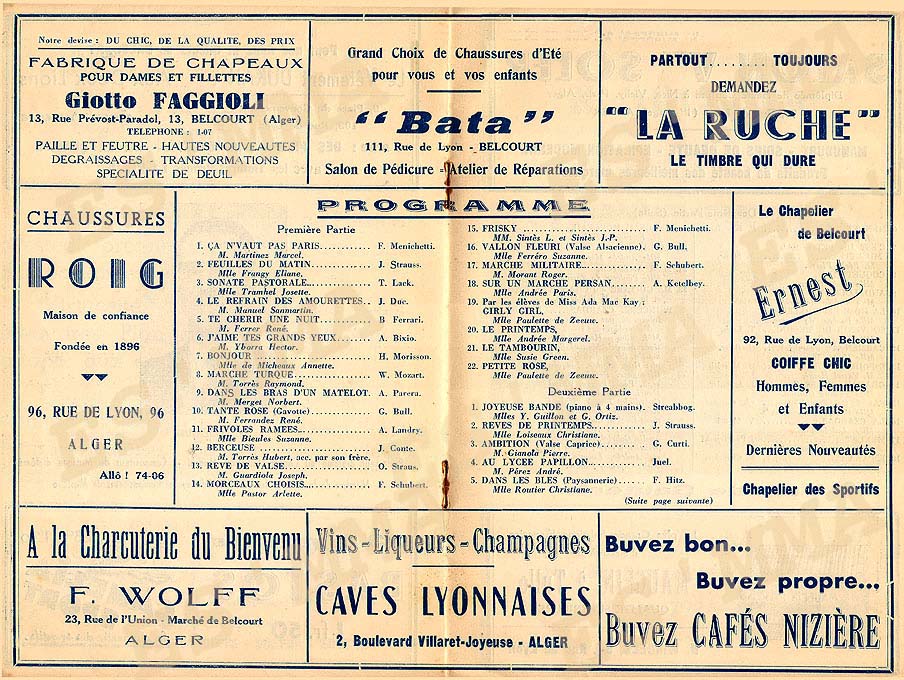 Notre devise : DU CHIC, DE LA QUALITE, DES PRIX
FABRIQUE DE CHAPEAUX
POUR DAMES ET FILLETTES
Giotto FAGGIOLI
13, Rue Prévost-Paradol, 13, BELCOURT (Alger)
TELEPHONE : 1-07
PAILLE ET FEUTRE - HAUTES NOUVEAUTES
DEGRAISSAGES - TRANSFORMATIONS
SPECIALITE DE DEUIL
Grand Choix de Chaussures d'Eté
pour vous et vos enfants
"Bata"
111, Rue de Lyon - BELCOURT
Salon de Pédicure - Atelier de Réparations
PARTOUT........ TOUJOURS
DEMANDEZ
"LA RUCHE"
LE TIMBRE QUI DURE
CHAUSSURES
ROIG
Maison de confiance
Fondée en 1896
96, RUE DE LYON, 96
ALGER
Allô ! 74-06
PROGRAMME
Première Partie
1. ÇA N'VAUT PAS PARIS............ F. Menichetti.
M. Martinez Marcel.
2. FEUILLES DU MATIN............ J. Strauss.
Mlle Frangy Eliane.
3. SONATE PASTORALE............ T. Lack.
Mlle Tramhel Josette.
4. LE REFRAIN DES AMOURETTES.. J. Duc.
M. Manuel Sanmartin.
5. TE CHERIR UNE NUIT............ B Ferrari.
M. Ferrer René.
6. J'AIME TES GRANDS YEUX...... A. Bixio.
M. Yborra Hector.
7. BONJOUR ............ H. Morisson.
Mlle de Micheaux Annette.
8. MARCHE TURQUE ............ W. Mozart.
M. Torrès Raymond.
9. DANS LES BRAS D'UN MATELOT. A. Parera.
M. Merget Norbert.
10. TANTE ROSE (Gavotte)............ G. Bull.
M. Ferrandez René.
11. FRIVOLES RAMEES............ A. Landry.
Mlle Bieules Suzanne.
12. BERCEUSE ............ J. Conte.
M. Torrès Hubert, acc. par son frère.
13. REVE DE VALSE............ O. Straus.
M. Guardiola Joseph.
14. MORCEAUX CHOISIS............ F. Schubert.
Mlle Pastor Arlette.
15. FRISKY ............ F. Menichetti.
MM. Sintès L. et Sintès J.P.
16. VALLON FLEURI (Valse Alsacienne). G. Bull.
Mlle Ferréro Suzanne.
17. MARCHE MILITAIRE............ F. Schubert.
M. Morant Roger.
18. SUR UN MARCHE PERSAN............ A. Ketelbey.
Mlle Andrée Paris.
19. Par les élèves de Miss Ada Mac Kay :
GIRLY GIRL,
Mlle Paulette de Zeeuw.
20. LE PRINTEMPS,
Mlle Andrée Margerel.
21. LE TAMBOURIN,
Mlle Susie Green.
22. PETITE ROSE,
Mlle Paulette de Zeeuw.
Deuxième Partie
1. JOYEUSE BANDE (piano à 4 mains). Streabbog.
Mlles Y. Guillon et G. Ortiz.
2. REVES DE PRINTEMPS............ J. Strauss.
Mlle Loiseaux Christiane.
3. AMBITION (Valse Caprice)............ G. Curti.
M. Gianola Pierre.
4. AU LYCEE PAPILLON............ Juel.
M. Pérez André.
5. DANS LES BLES (Paysannerie)...... F. Hitz.
Mlle Routier Christiane.
(Suite page suivante)
Le Chapelier
de Belcourt
Ernest
92, Rue de Lyon, Belcourt
COIFFE CHIC
Hommes, Femmes
et Enfants
Dernières Nouveautés
Chapelier des Sportifs
A la Charcuterie du Bienvenu
F. WOLFF
23, Rue de l'Union - Marché de Belcourt
ALGER
Vins - Liqueurs - Champagnes
CAVES LYONNAISES
2, Boulevard Villaret-Joyeuse - ALGER
Buvez bon...
Buvez propre...
Buvez CAFÉS NIZIÈRE